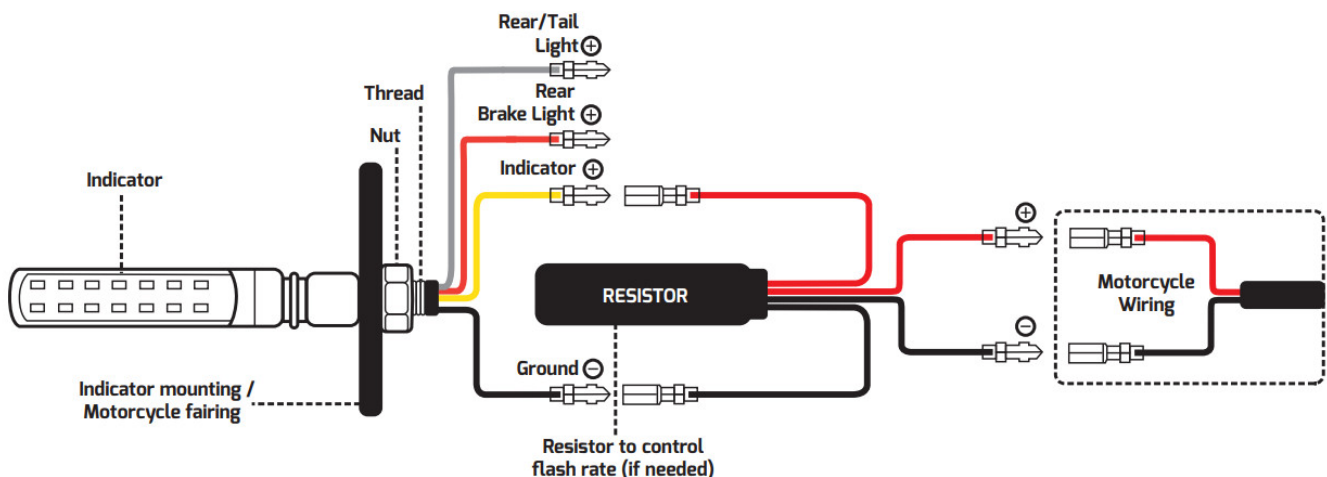 Rear/Tail
Light ⊕
Rear
Brake Light ⊕
Thread
Nut
Indicator ⊕
Indicator
RESISTOR
⊕
Motorcycle
Wiring
⊖
Ground ⊖
Indicator mounting /
Motorcycle fairing
Resistor to control
flash rate (if needed)